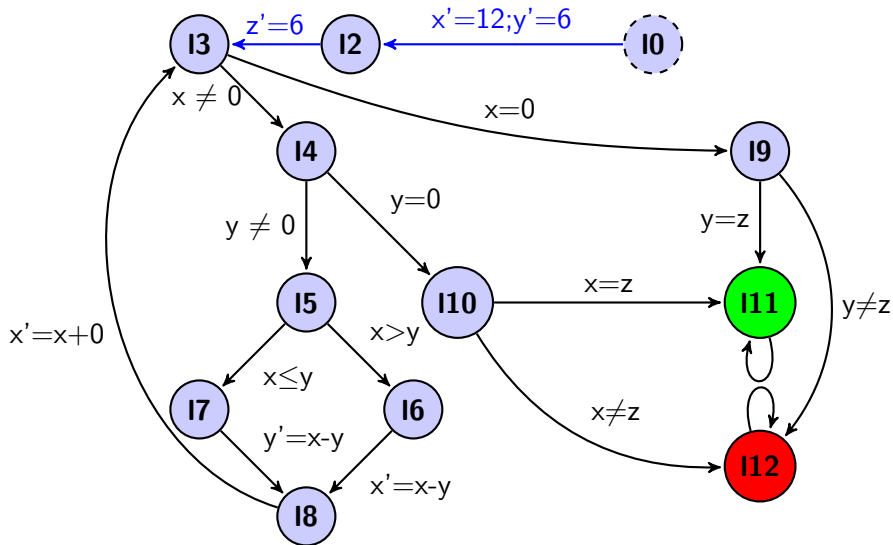 z'=6
x'=12;y'=6
l3
l2
l0
x ≠ 0
x=0
l4
l9
y=0
y ≠ 0
y=z
l5
l10
x=z
l11
y≠z
x>y
x'=x+0
x≤y
l7
l6
x≠z
y'=x-y
l12
x'=x-y
l8